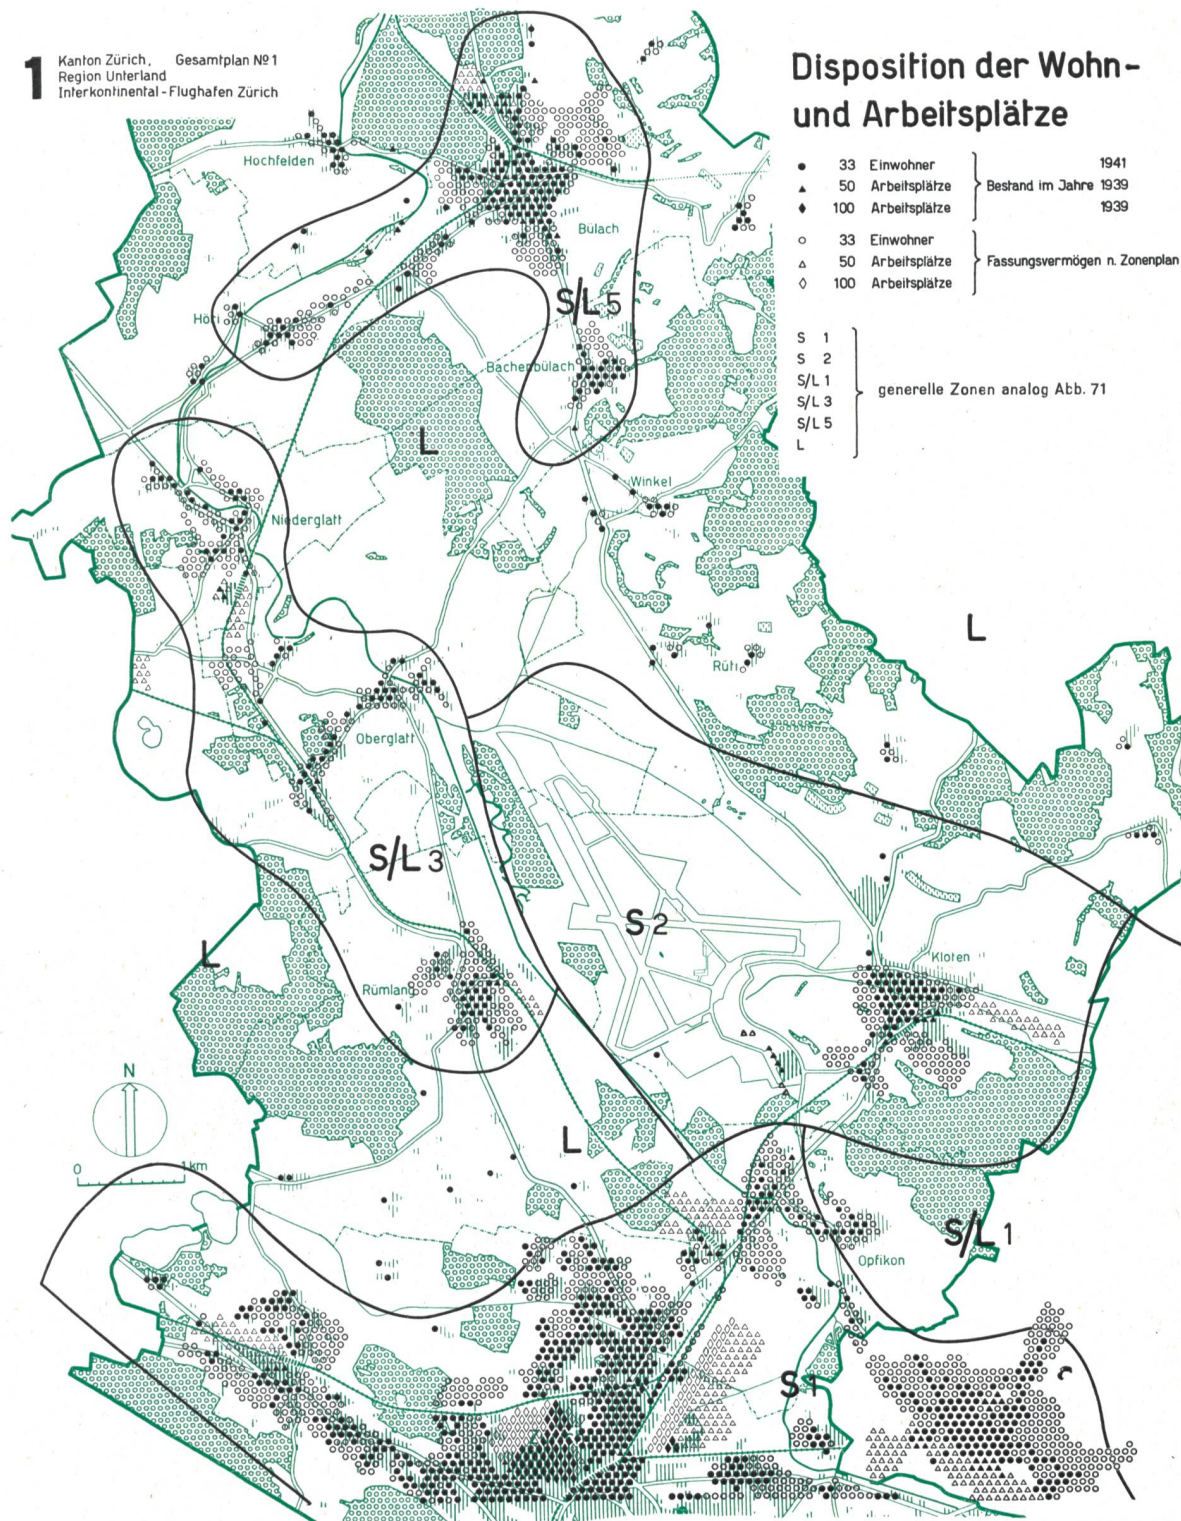 1
Kanton Zürich, Gesamtplan Nº 1
Region Unterland
Interkontinental-Flughafen Zürich
Disposition der Wohn-
und Arbeitsplätze
33 Einwohner 1941
50 Arbeitsplätze Bestand im Jahre 1939
100 Arbeitsplätze 1939
33 Einwohner
50 Arbeitsplätze Fassungsvermögen n. Zonenplan
100 Arbeitsplätze
S 1
S 2
S/L 1
S/L 3 generelle Zonen analog Abb. 71
S/L 5
L
Hochfelden
Bülach
S/L 5
Höri
Bachenbülach
L
Winkel
Niederglatt
L
Rüti
Oberglatt
S/L 3
S 2
L
Kloten
Rümlang
N
L
0 1 km
S/L 1
Opfikon
S 1